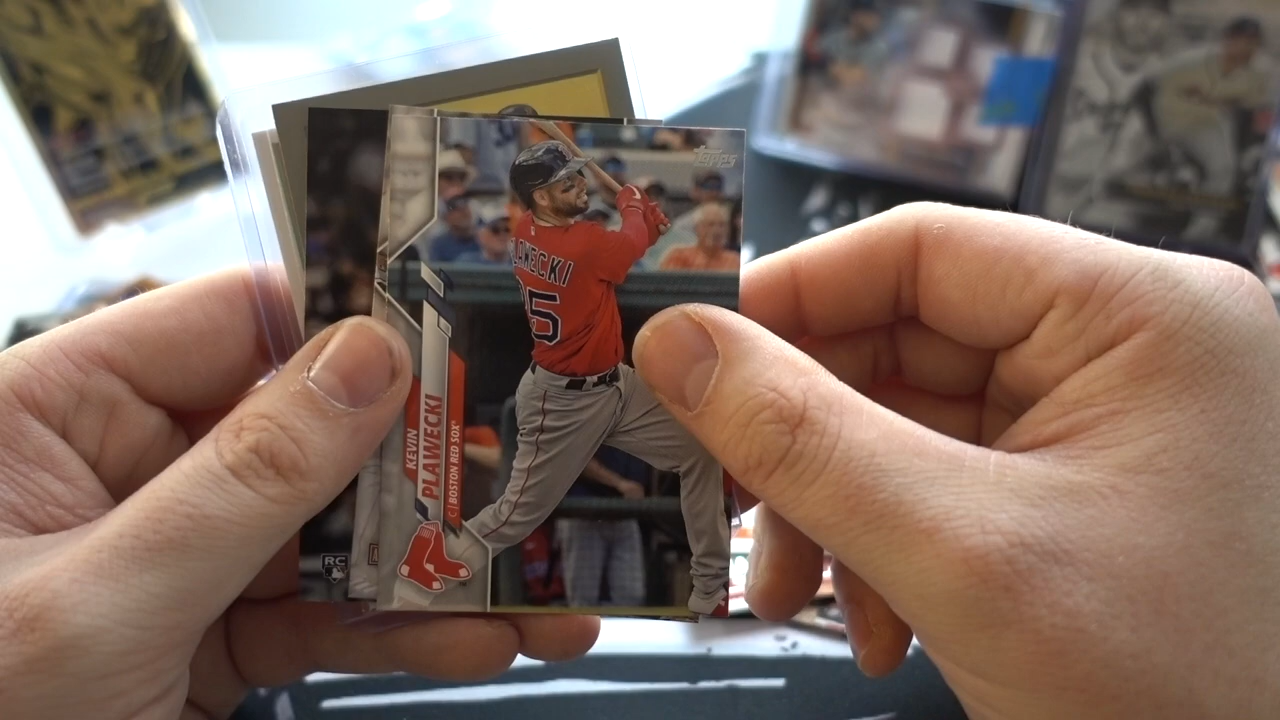 Topps
PLAWECKI
25
KEVIN
PLAWECKI
C | BOSTON RED SOX
RC